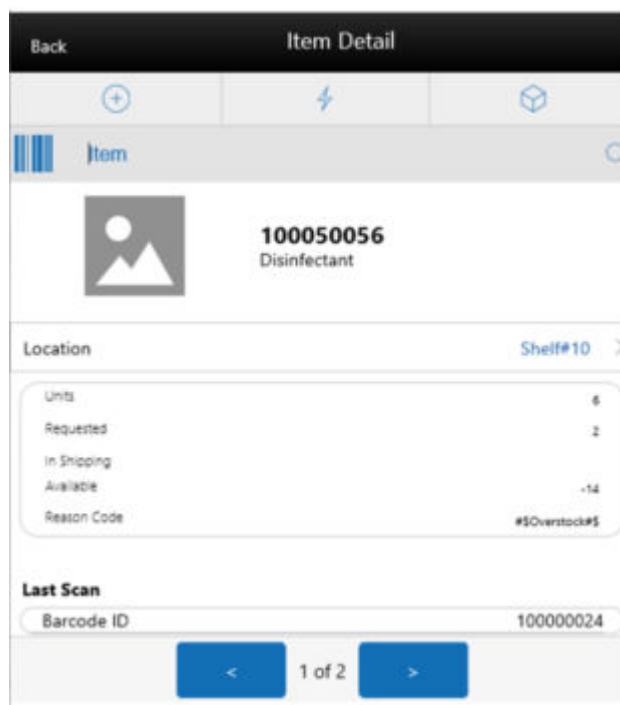 Back Item Detail
Item
100050056
Disinfectant
Location Shelf#10 >
Units 6
Requested 2
In Shipping
Available -14
Reason Code #$Overstock#$
Last Scan
Barcode ID 100000024
< 1 of 2 >